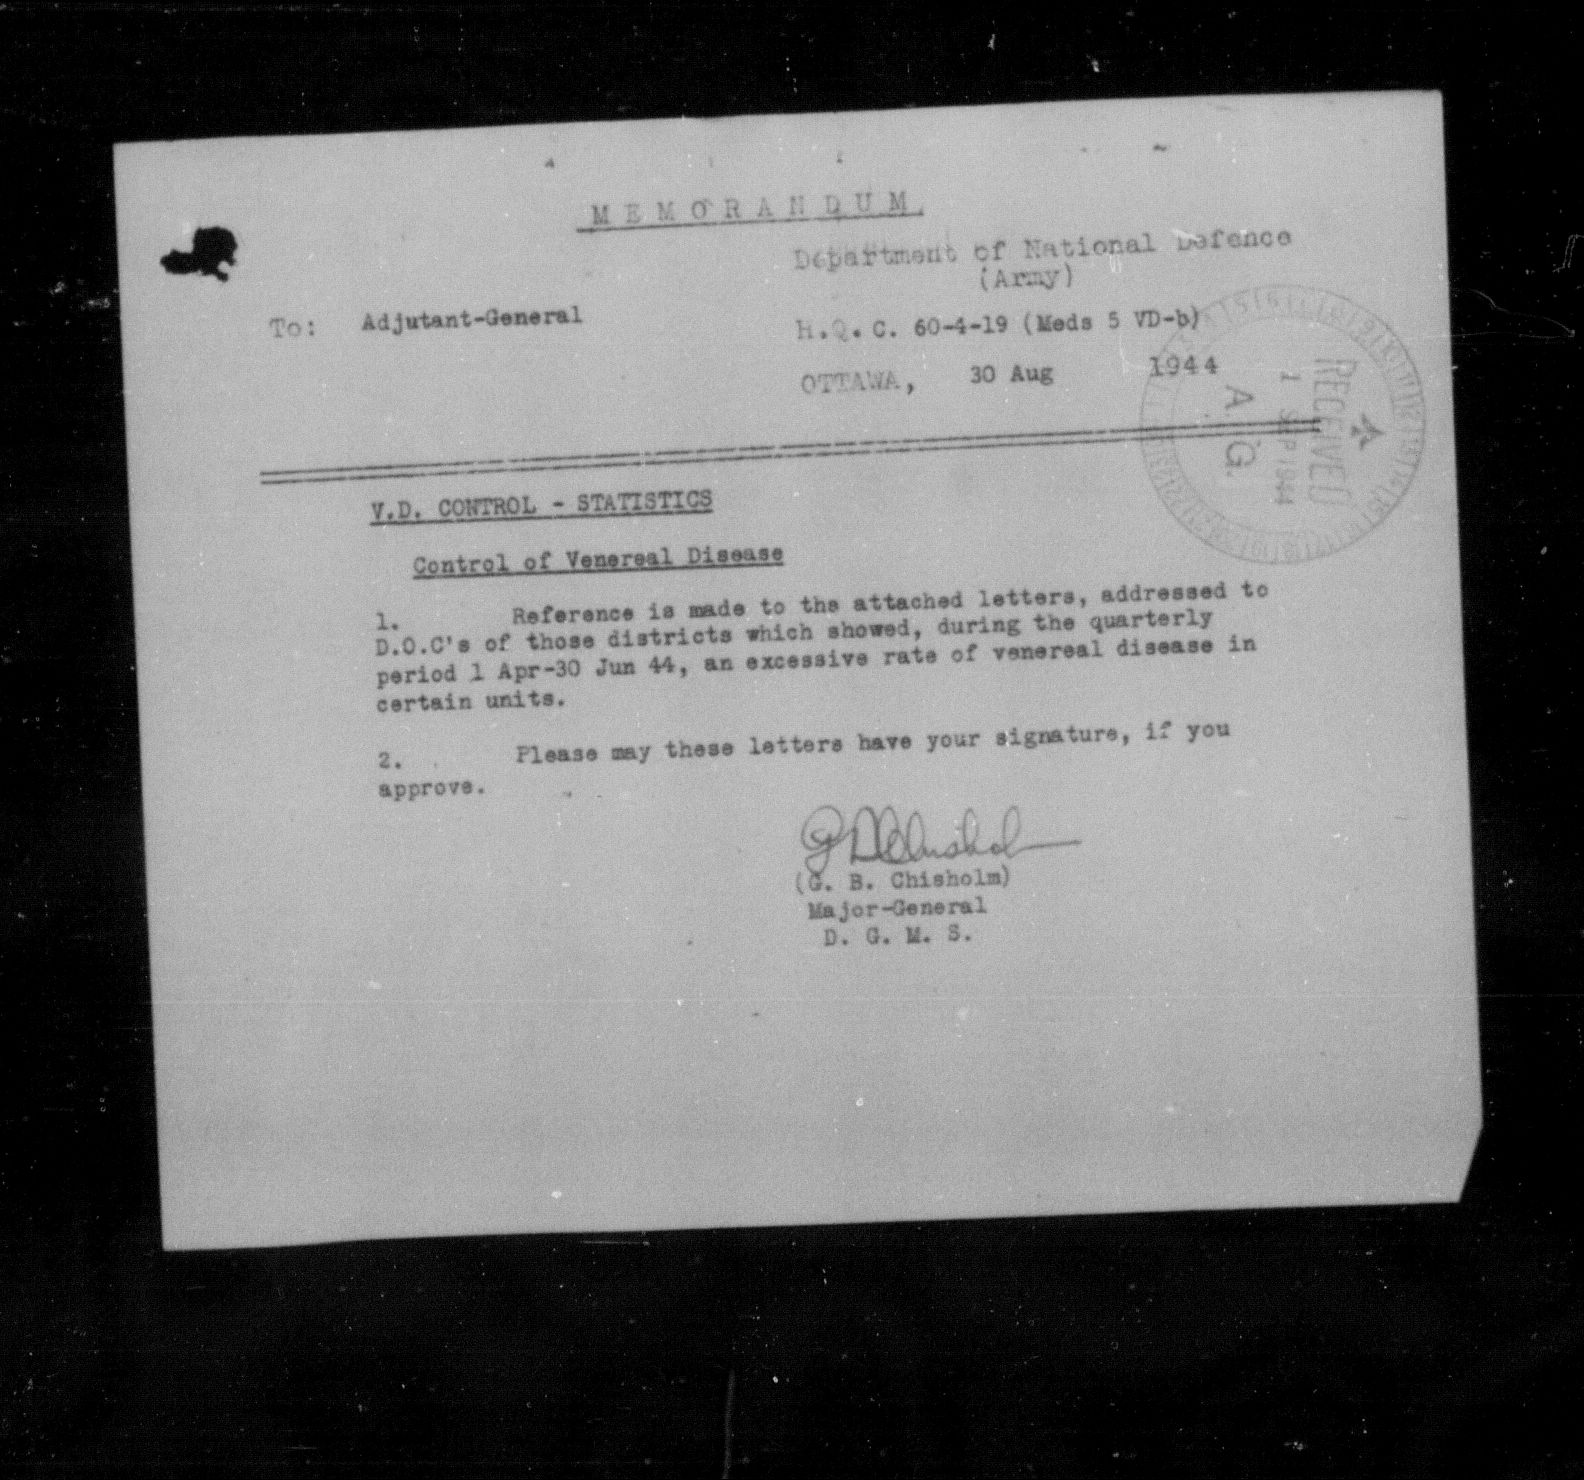 MEMORANDUM
Department of National Defence
(Army)
To: Adjutant-General
H.Q. C. 60-4-19 (Meds 5 VD-b)
OTTAWA, 30 Aug 1944
RECEIVED
1 SEP 1944
A. G.
V.D. CONTROL - STATISTICS
Control of Venereal Disease
1. Reference is made to the attached letters, addressed to
D.O.C's of those districts which showed, during the quarterly
period 1 Apr-30 Jun 44, an excessive rate of venereal disease in
certain units.
2. Please may these letters have your signature, if you
approve.
(G. B. Chisholm)
Major-General
D. G. M. S.